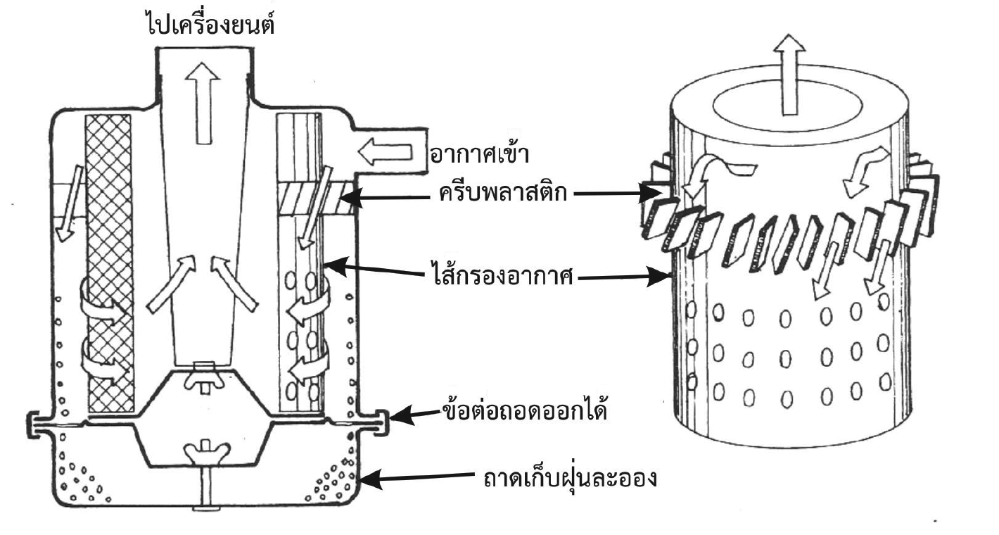 ไปเครื่องยนต์
อากาศเข้า
ครีบพลาสติก
ไส้กรองอากาศ
ข้อต่อถอดออกได้
ถาดเก็บฝุ่นละออง